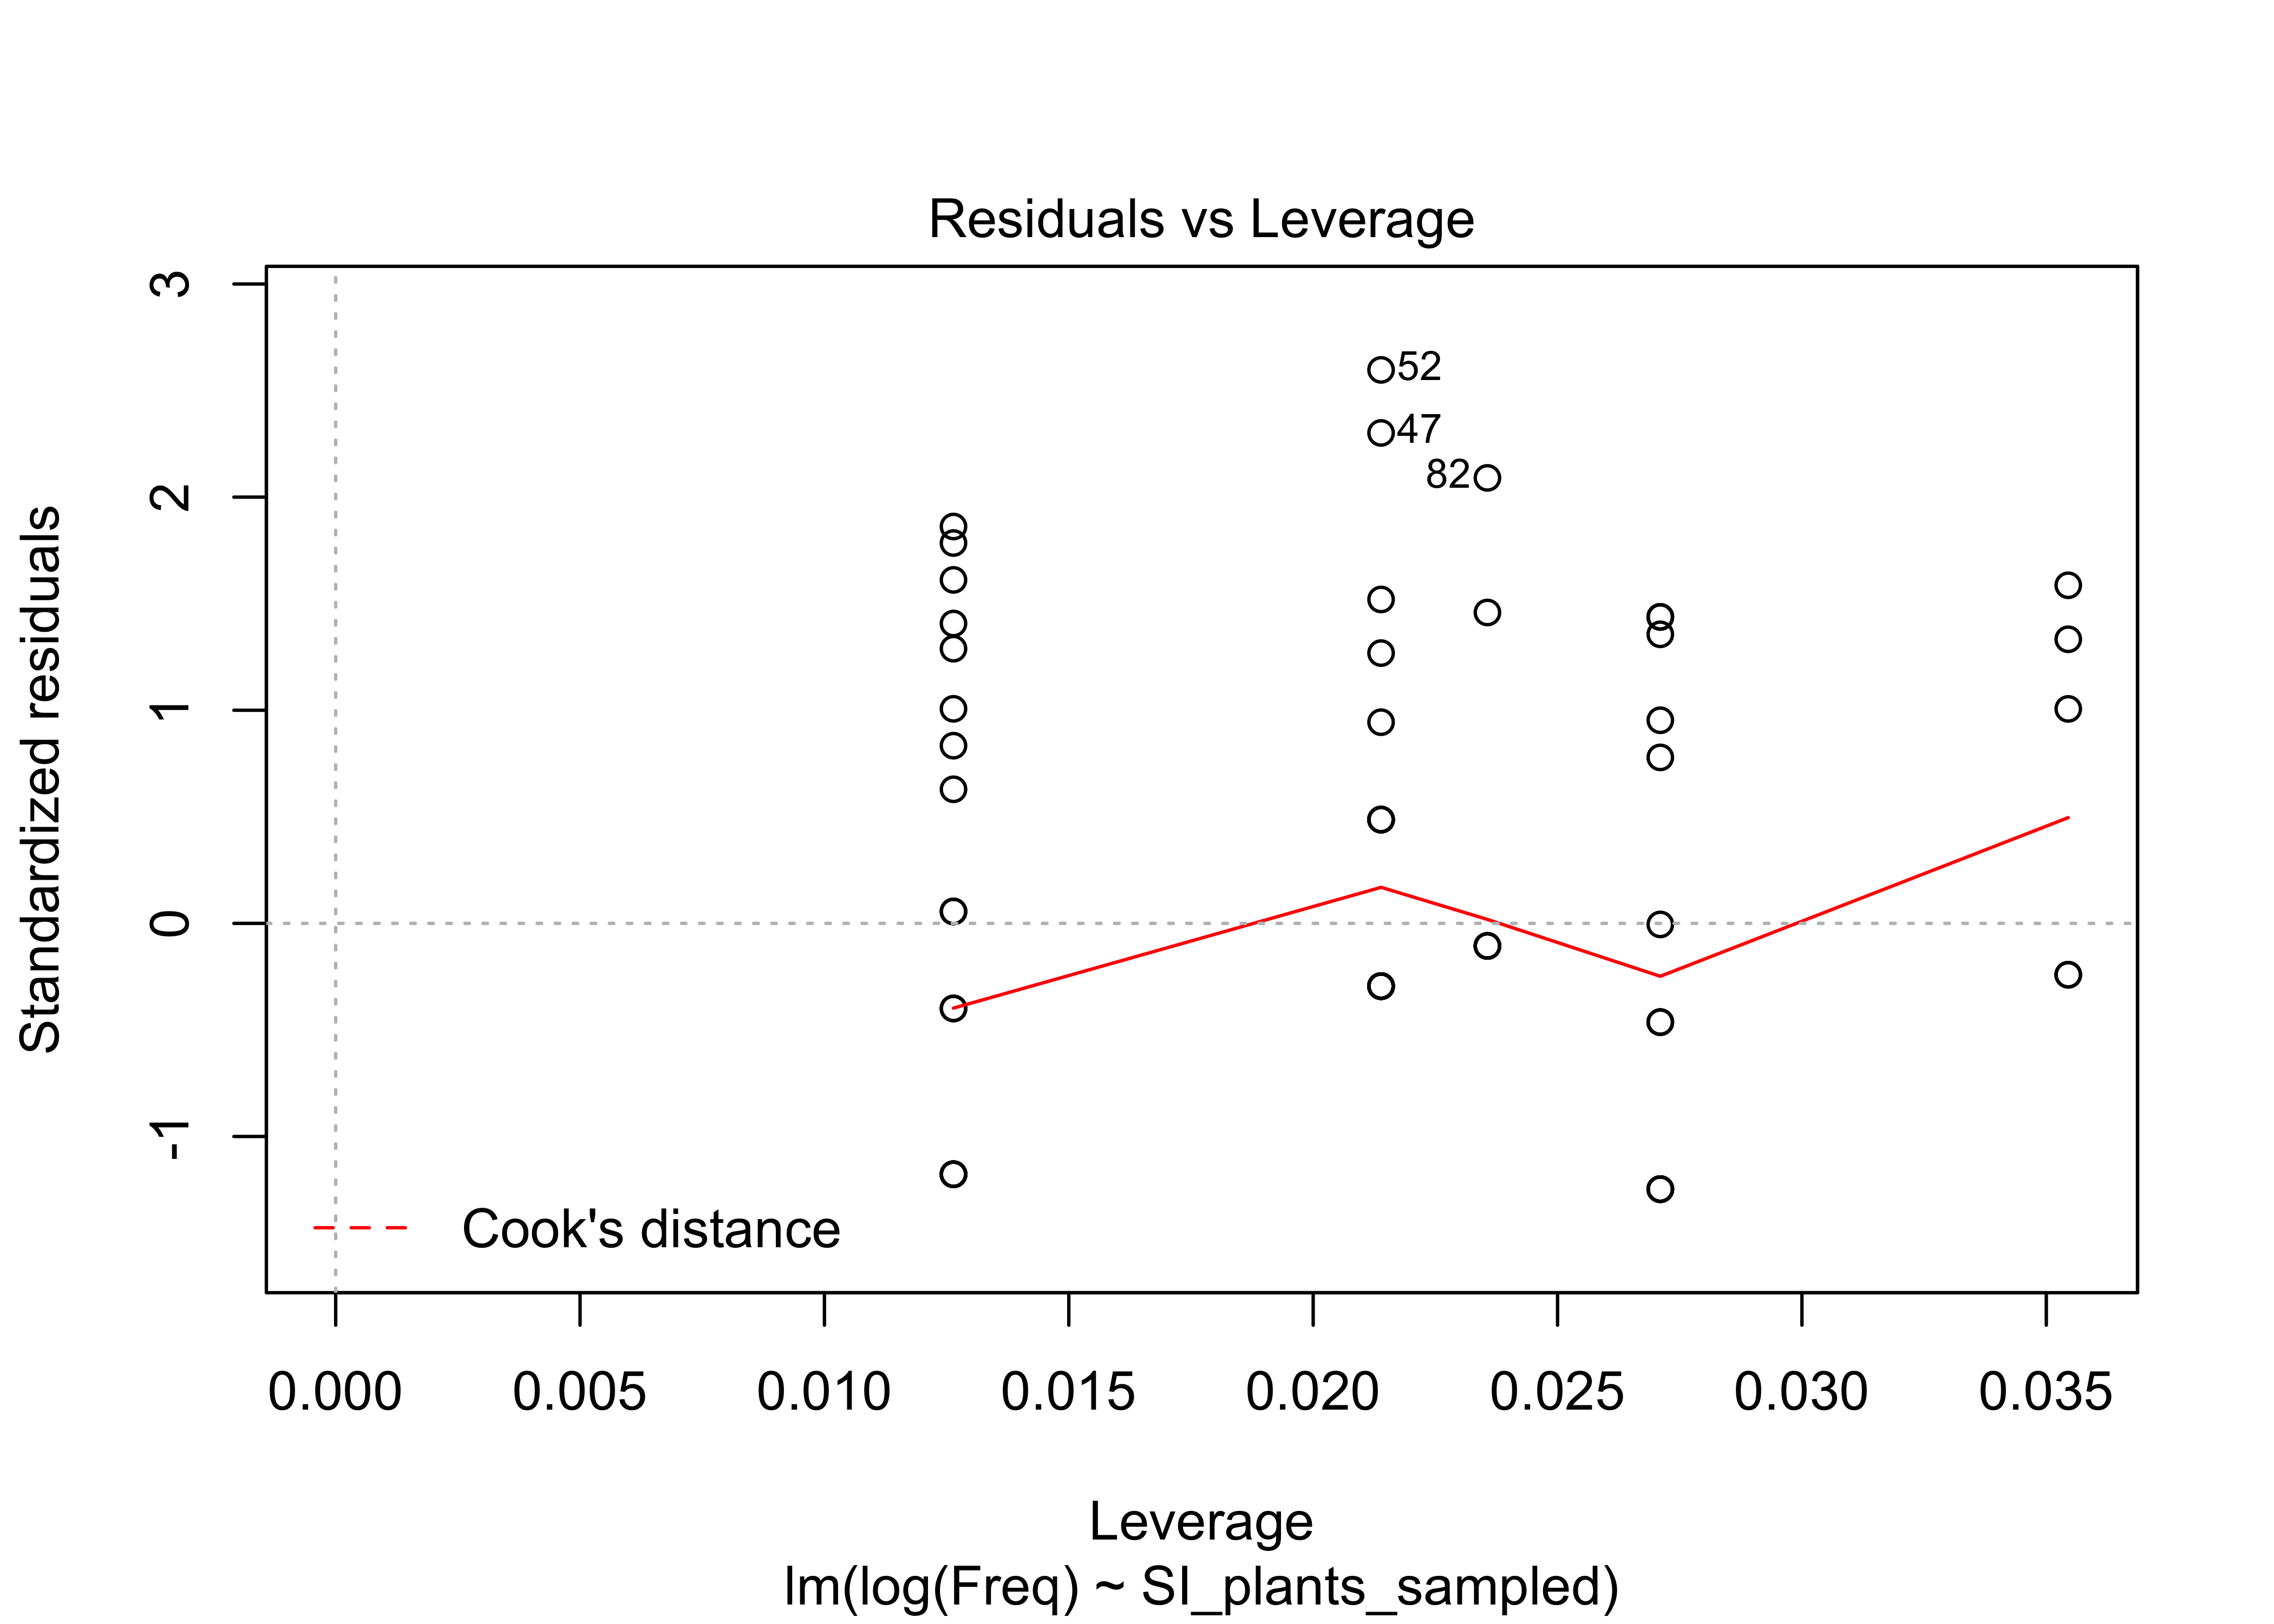 Residuals vs Leverage
Standardized residuals
3
2
1
0
-1
52
47
82
Cook's distance
0.000 0.005 0.010 0.015 0.020 0.025 0.030 0.035
Leverage
lm(log(Freq) ~ SI_plants_sampled)